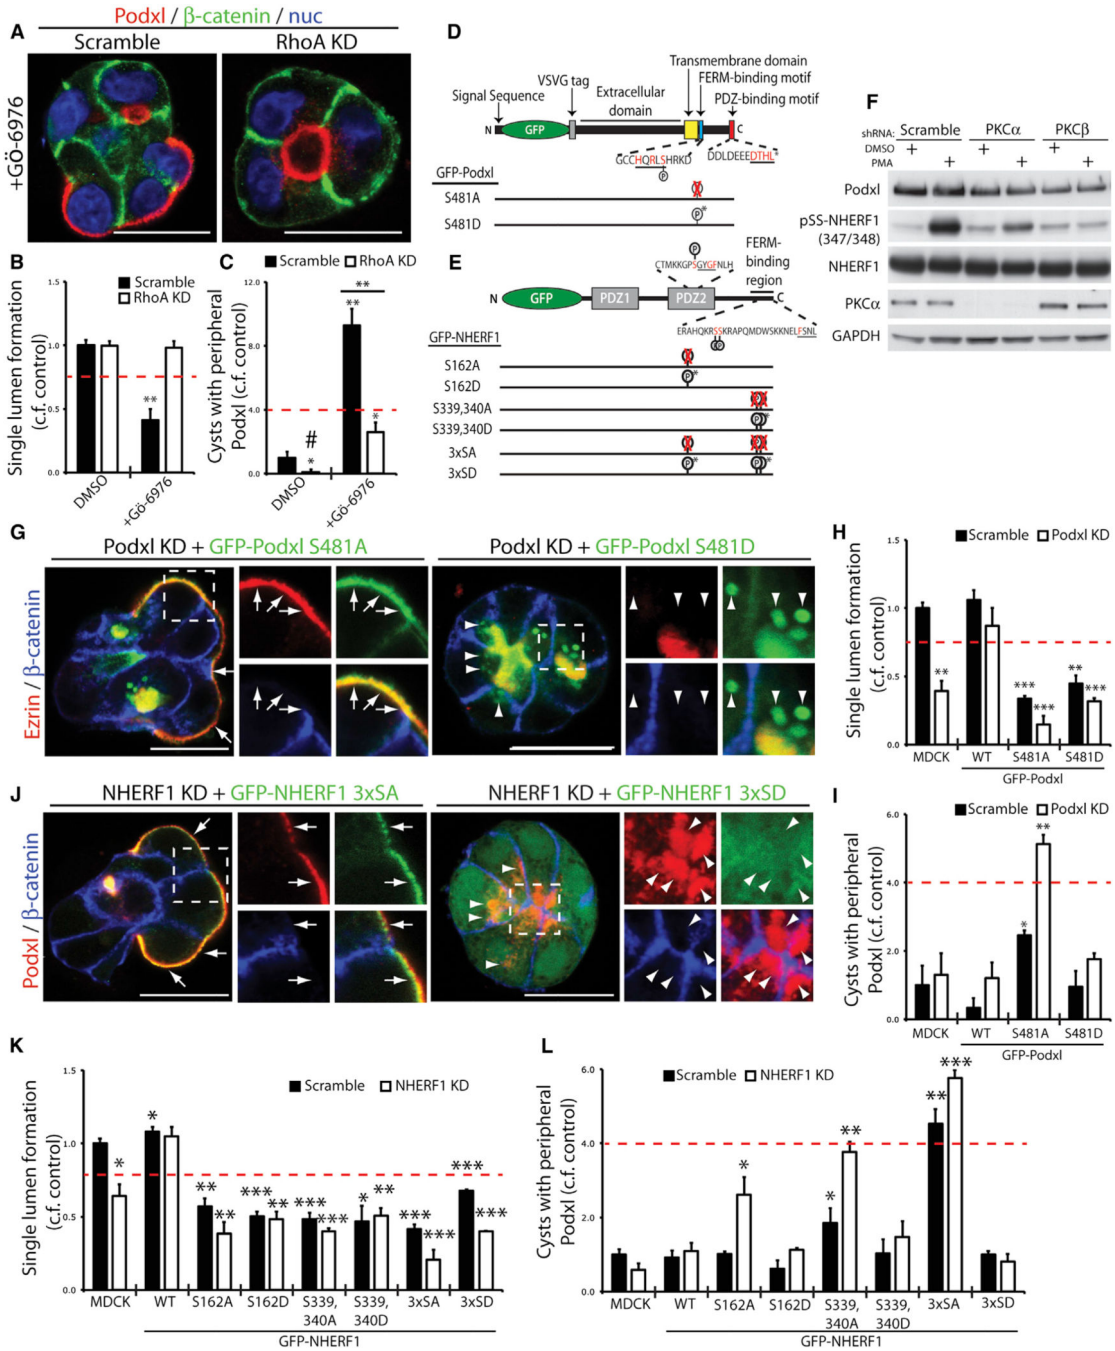 Podxl / β-catenin / nuc
A
Scramble
RhoA KD
+Gö-6976
B
Scramble
RhoA KD
Single lumen formation
(c.f. control)
1.5
1.0
0.5
0.0
DMSO
+Gö-6976
**
C
Scramble
RhoA KD
Cysts with peripheral
Podxl (c.f. control)
12.0
8.0
4.0
0.0
#
*
**
*
DMSO
+Gö-6976
D
Transmembrane domain
FERM-binding motif
PDZ-binding motif
VSVG tag
Extracellular
domain
Signal Sequence
N
GFP
C
GCCHQRLSHRKD
DDLDEEEDTHL*
P
GFP-Podxl
S481A
S481D
P*
E
P
CTMKKGPSGYGFNLH
FERM-
binding
region
N
GFP
PDZ1
PDZ2
C
ERAHQKRSSKRAPQMDWSKKNELFSNL
GFP-NHERF1
S162A
S162D
S339,340A
S339,340D
3xSA
3xSD
F
shRNA:
Scramble
PKCα
PKCβ
DMSO
+ + +
PMA
+ + +
Podxl
pSS-NHERF1
(347/348)
NHERF1
PKCα
GAPDH
G
Podxl KD + GFP-Podxl S481A
Podxl KD + GFP-Podxl S481D
Ezrin / β-catenin
H
Scramble
Podxl KD
Single lumen formation
(c.f. control)
1.5
1.0
0.5
0.0
**
***
***
**
***
MDCK
WT
S481A
S481D
GFP-Podxl
I
Scramble
Podxl KD
Cysts with peripheral
Podxl (c.f. control)
6.0
4.0
2.0
0.0
*
**
MDCK
WT
S481A
S481D
GFP-Podxl
J
NHERF1 KD + GFP-NHERF1 3xSA
NHERF1 KD + GFP-NHERF1 3xSD
Podxl / β-catenin
K
Scramble
NHERF1 KD
Single lumen formation
(c.f. control)
1.5
1.0
0.5
0.0
*
*
**
**
***
**
***
***
*
**
***
***
***
***
MDCK
WT
S162A
S162D
S339,
340A
S339,
340D
3xSA
3xSD
GFP-NHERF1
L
Scramble
NHERF1 KD
Cysts with peripheral
Podxl (c.f. control)
6.0
4.0
2.0
0.0
*
*
**
**
***
MDCK
WT
S162A
S162D
S339,
340A
S339,
340D
3xSA
3xSD
GFP-NHERF1